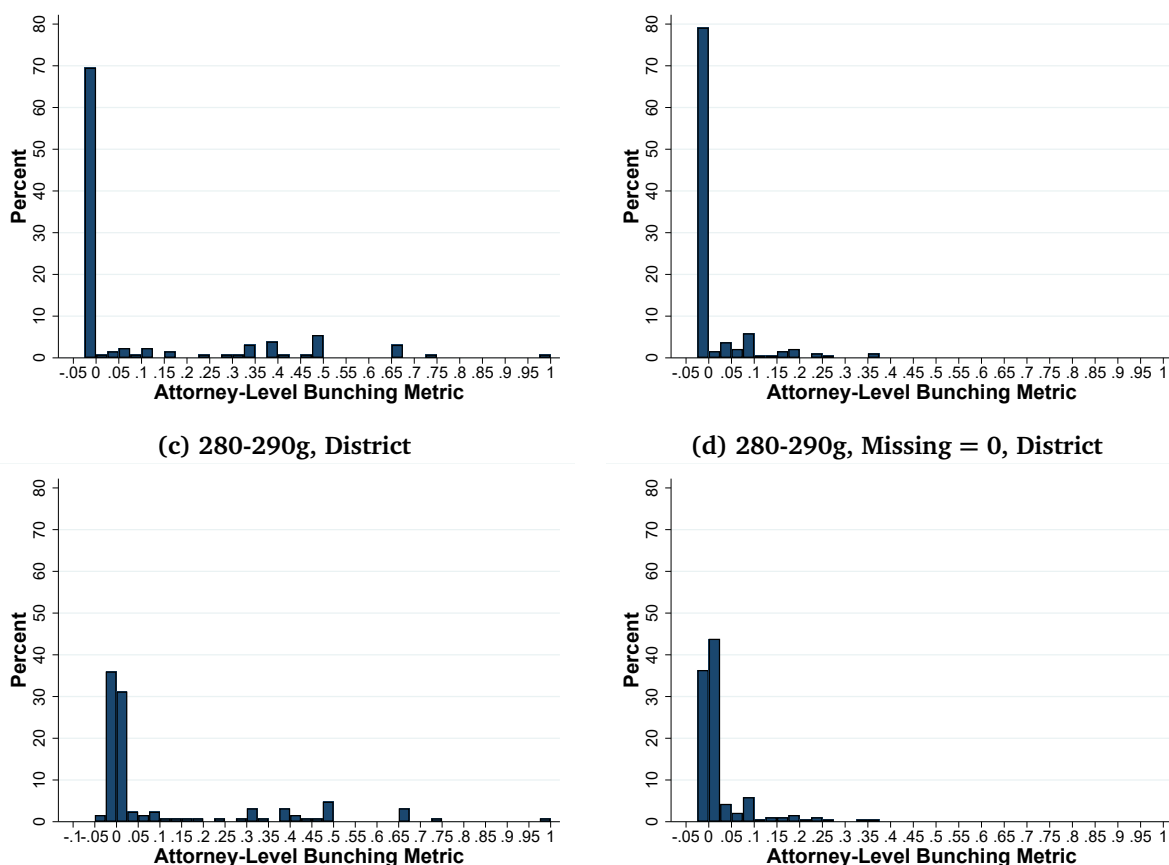 80
80
70
70
60
60
50
50
40
40
30
30
20
20
10
10
0
0
Percent
Percent
-.05 0 .05 .1 .15 .2 .25 .3 .35 .4 .45 .5 .55 .6 .65 .7 .75 .8 .85 .9 .95 1
-.05 0 .05 .1 .15 .2 .25 .3 .35 .4 .45 .5 .55 .6 .65 .7 .75 .8 .85 .9 .95 1
Attorney-Level Bunching Metric
Attorney-Level Bunching Metric
(c) 280-290g, District
(d) 280-290g, Missing = 0, District
80
80
70
70
60
60
50
50
40
40
30
30
20
20
10
10
0
0
Percent
Percent
-.1 -.05 0 .05 .1 .15 .2 .25 .3 .35 .4 .45 .5 .55 .6 .65 .7 .75 .8 .85 .9 .95 1
-.05 0 .05 .1 .15 .2 .25 .3 .35 .4 .45 .5 .55 .6 .65 .7 .75 .8 .85 .9 .95 1
Attorney-Level Bunching Metric
Attorney-Level Bunching Metric